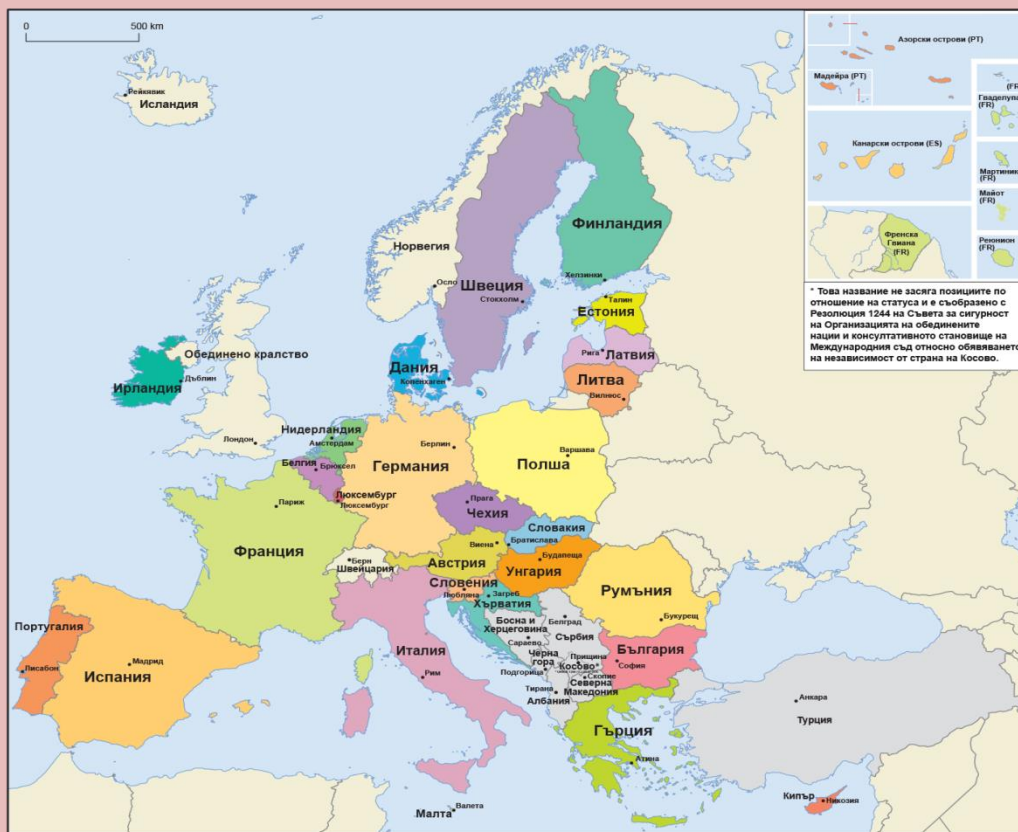 0 500 km
Рейкявик
Исландия
Азорски острови (PT)
Мадейра (PT)
(FR)
Гваделупа
(FR)
Канарски острови (ES)
Мартиник
(FR)
Майот
(FR)
Френска
Гвиана
(FR)
Реюнион
(FR)
* Това название не засяга позициите по
отношение на статуса и е съобразено с
Резолюция 1244 на Съвета за сигурност
на Организацията на обединените
нации и консултативното становище на
Международния съд относно обявяването
на независимост от страна на Косово.
Финландия
Хелзинки
Норвегия
Осло
Швеция
Стокхолм
Талин
Естония
Рига
Латвия
Литва
Вилнюс
Дания
Копенхаген
Обединено кралство
Дъблин
Ирландия
Лондон
Нидерландия
Амстердам
Белгия
Брюксел
Люксембург
Люксембург
Берлин
Германия
Варшава
Полша
Прага
Чехия
Словакия
Братислава
Виена
Австрия
Будапеща
Унгария
Париж
Франция
Берн
Швейцария
Словения
Любляна
Загреб
Хърватия
Румъния
Букурещ
Босна и
Херцеговина
Сараево
Белград
Сърбия
България
София
Черна
гора
Подгорица
Прищина
Косово*
Скопие
Северна
Македония
Тирана
Албания
Португалия
Лисабон
Мадрид
Испания
Италия
Рим
Гърция
Атина
Анкара
Турция
Кипър
Никозия
Малта
Валета